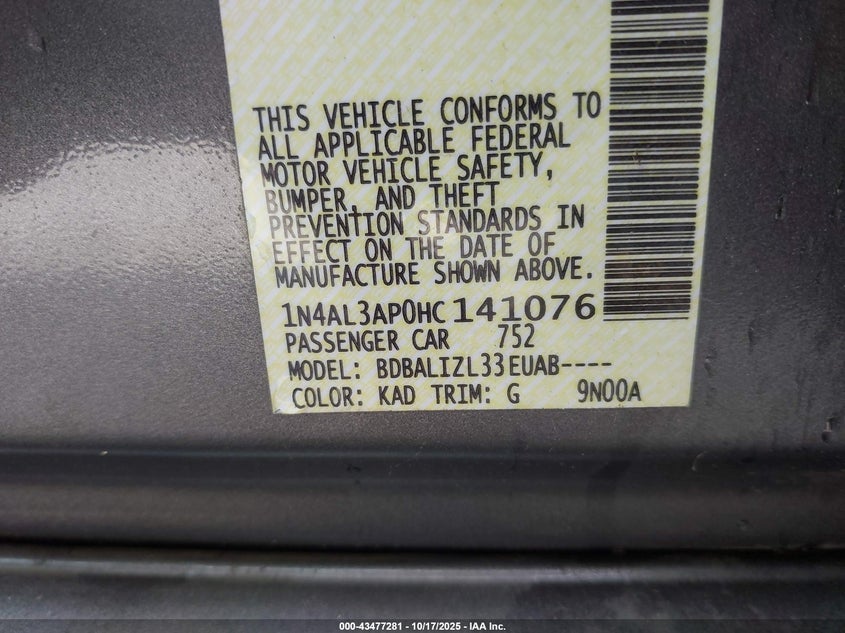 THIS VEHICLE CONFORMS TO
ALL APPLICABLE FEDERAL
MOTOR VEHICLE SAFETY,
BUMPER, AND THEFT
PREVENTION STANDARDS IN
EFFECT ON THE DATE OF
MANUFACTURE SHOWN ABOVE.
1N4AL3AP0HC141076
PASSENGER CAR 752
MODEL: BDBALIZL33EUAB----
COLOR: KAD TRIM: G 9N00A
000-43477281 - 10/17/2025 - IAA Inc.